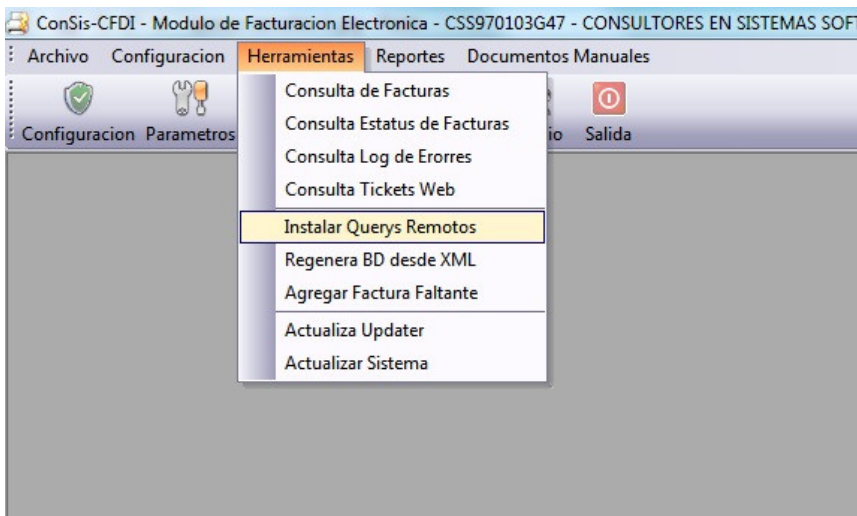 ConSis-CFDI - Modulo de Facturacion Electronica - CSS970103G47 - CONSULTORES EN SISTEMAS SOF
Archivo Configuracion Herramientas Reportes Documentos Manuales
Configuracion Parametros io Salida
Consulta de Facturas
Consulta Estatus de Facturas
Consulta Log de Erorres
Consulta Tickets Web
Instalar Querys Remotos
Regenera BD desde XML
Agregar Factura Faltante
Actualiza Updater
Actualizar Sistema